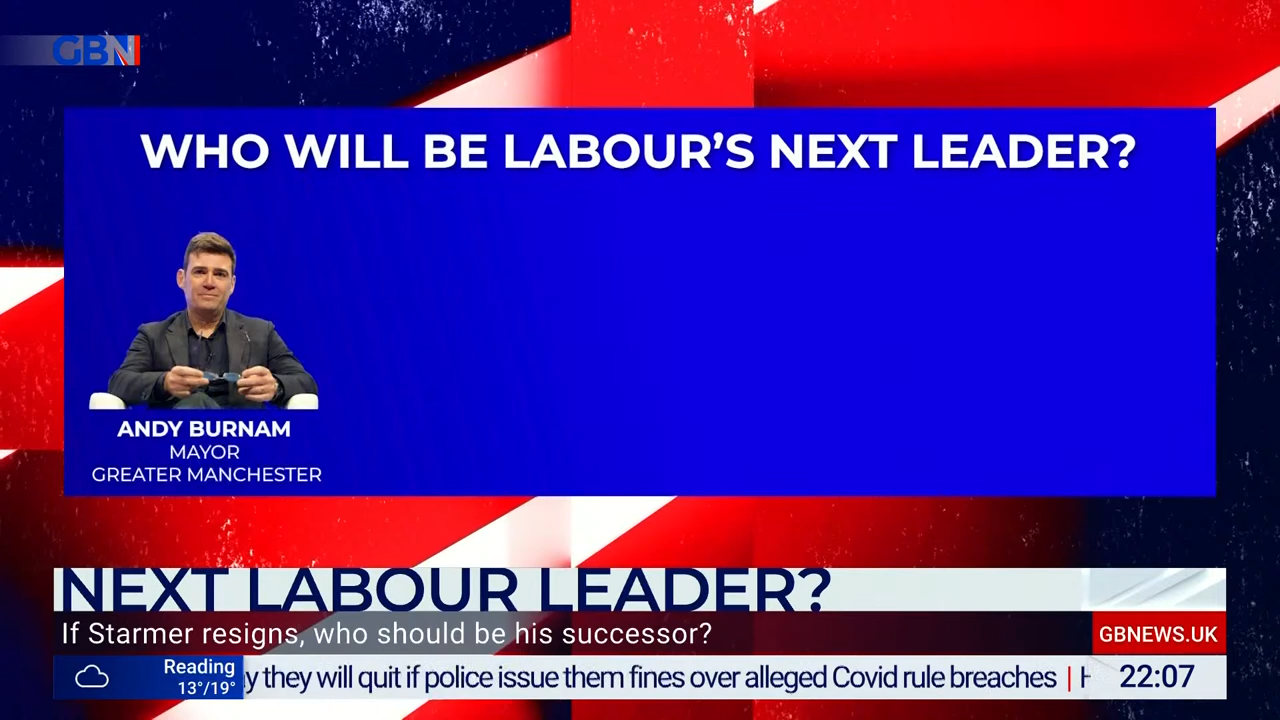 GBN
WHO WILL BE LABOUR'S NEXT LEADER?
ANDY BURNAM
MAYOR
GREATER MANCHESTER
NEXT LABOUR LEADER?
If Starmer resigns, who should be his successor?
GBNEWS.UK
Reading
13°/19°
they will quit if police issue them fines over alleged Covid rule breaches |
22:07